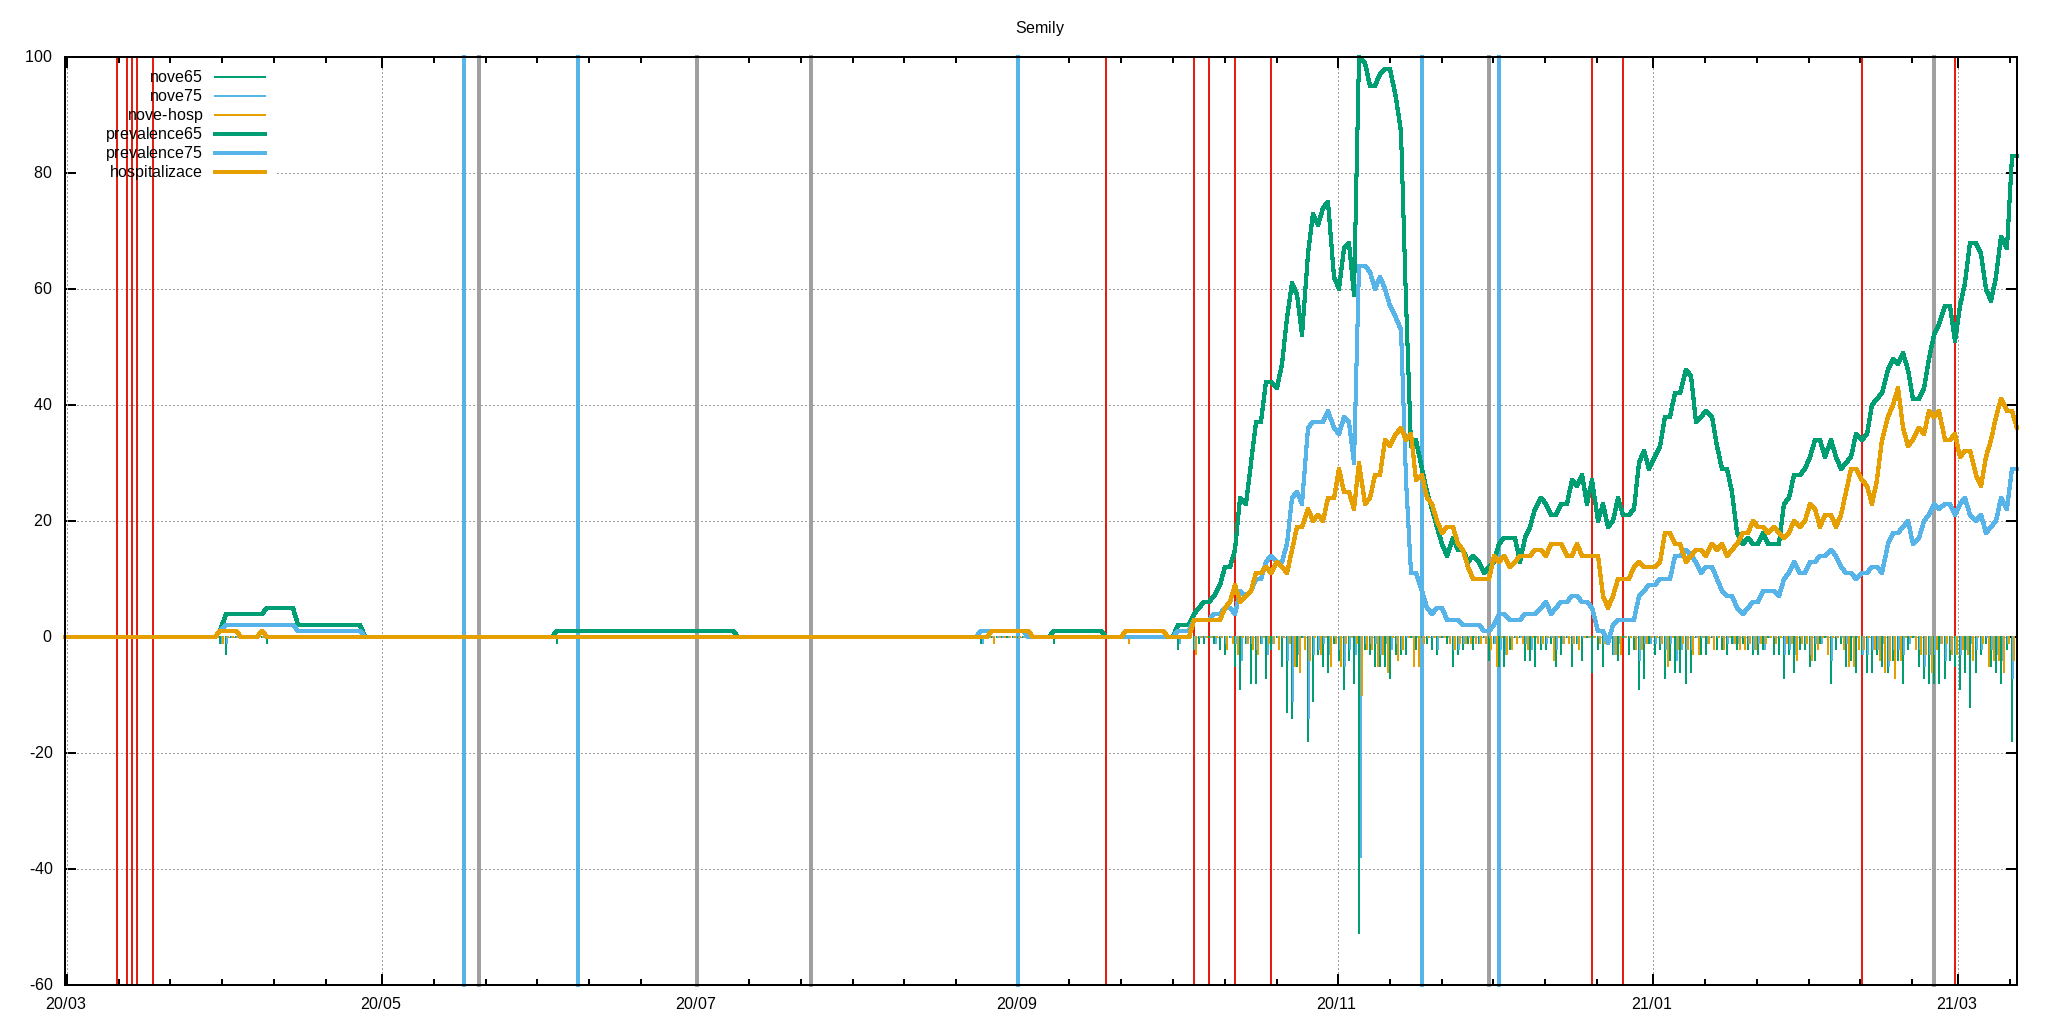 Semily
100
nove65
nove75
nove-hosp
prevalence65
prevalence75
hospitalizace
80
60
40
20
0
-20
-40
-60
20/03 20/05 20/07 20/09 20/11 21/01 21/03